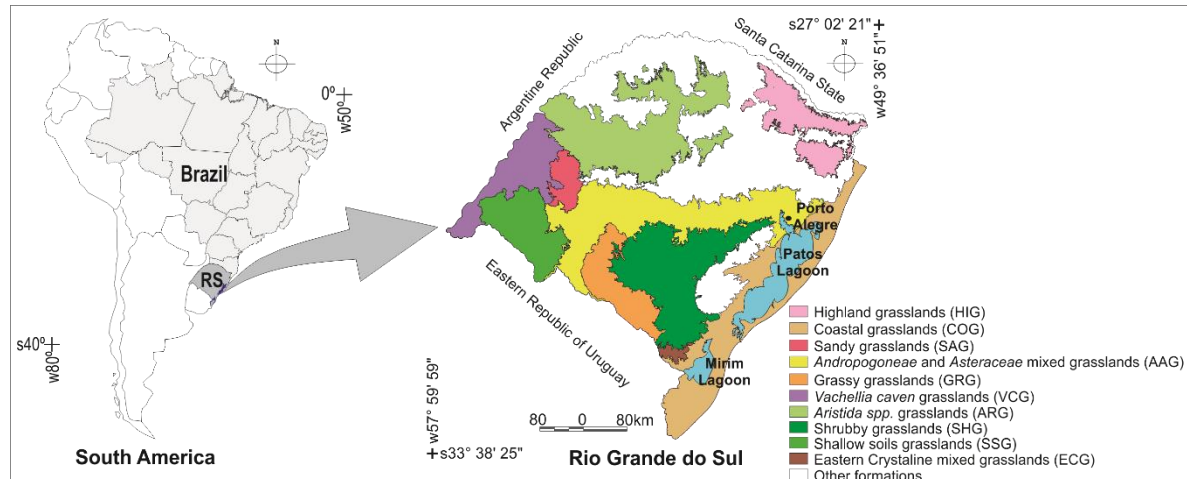 N
0º
w50º
Brazil
RS
s40º
w80º
South America
s27° 02' 21"
w49° 36' 51"
N
Santa Catarina State
Argentine Republic
Porto
Alegre
Patos
Lagoon
Eastern Republic of Uruguay
Mirim
Lagoon
w57° 59' 59"
s33° 38' 25"
80 0 80km
Rio Grande do Sul
Highland grasslands (HIG)
Coastal grasslands (COG)
Sandy grasslands (SAG)
Andropogoneae and Asteraceae mixed grasslands (AAG)
Grassy grasslands (GRG)
Vachellia caven grasslands (VCG)
Aristida spp. grasslands (ARG)
Shrubby grasslands (SHG)
Shallow soils grasslands (SSG)
Eastern Crystaline mixed grasslands (ECG)
Other formations